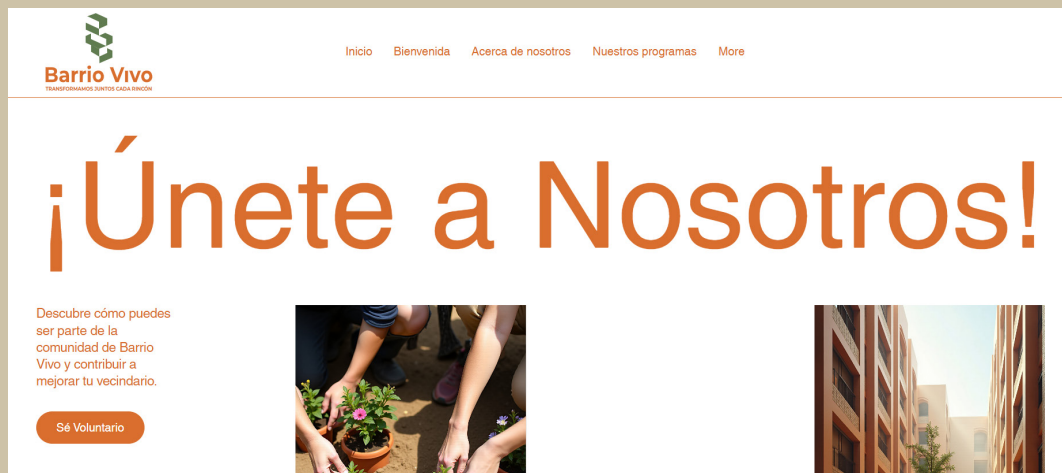 Barrio Vivo
TRANSFORMAMOS JUNTOS CADA RINCÓN
Inicio
Bienvenida
Acerca de nosotros
Nuestros programas
More
¡Únete a Nosotros!
Descubre cómo puedes
ser parte de la
comunidad de Barrio
Vivo y contribuir a
mejorar tu vecindario.
Sé Voluntario